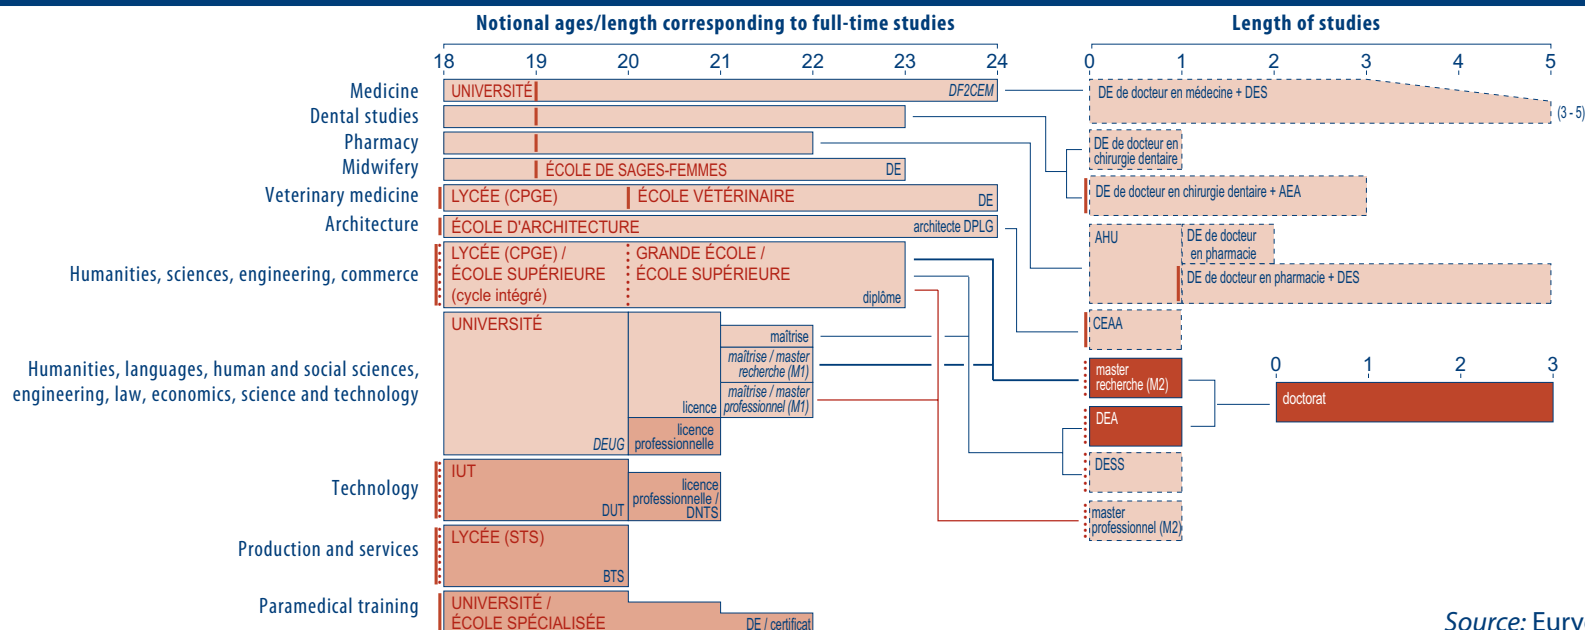 Notional ages/length corresponding to full-time studies
Length of studies
18 19 20 21 22 23 24
0 1 2 3 4 5
Medicine
UNIVERSITÉ
DF2CEM
DE de docteur en médecine + DES
(3 - 5)
Dental studies
Pharmacy
DE de docteur en
chirurgie dentaire
Midwifery
ÉCOLE DE SAGES-FEMMES
DE
Veterinary medicine
LYCÉE (CPGE)
ÉCOLE VÉTÉRINAIRE
DE
DE de docteur en chirurgie dentaire + AEA
Architecture
ÉCOLE D'ARCHITECTURE
architecte DPLG
AHU
DE de docteur
en pharmacie
DE de docteur en pharmacie + DES
Humanities, sciences, engineering, commerce
LYCÉE (CPGE) /
ÉCOLE SUPÉRIEURE
(cycle intégré)
GRANDE ÉCOLE /
ÉCOLE SUPÉRIEURE
diplôme
CEAA
Humanities, languages, human and social sciences,
engineering, law, economics, science and technology
UNIVERSITÉ
DEUG
licence
licence
professionnelle
maîtrise
maîtrise / master
recherche (M1)
maîtrise / master
professionnel (M1)
master
recherche (M2)
0 1 2 3
doctorat
DEA
DESS
master
professionnel (M2)
Technology
IUT
DUT
licence
professionnelle /
DNTS
Production and services
LYCÉE (STS)
BTS
Paramedical training
UNIVERSITÉ /
ÉCOLE SPÉCIALISÉE
DE / certificat
Source: Eury